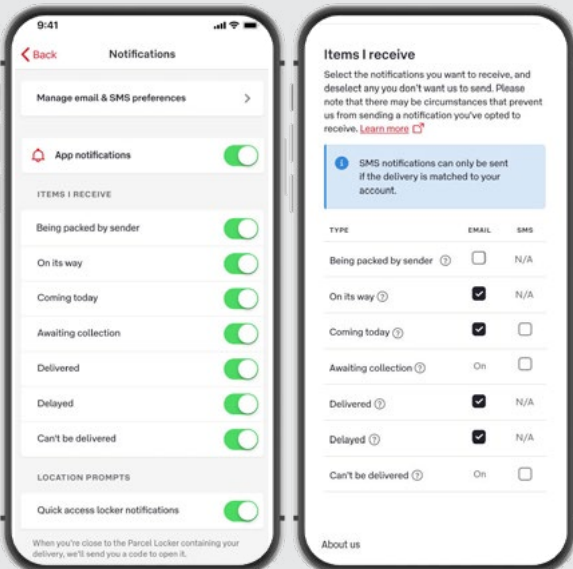 9:41
Back Notifications
Manage email & SMS preferences
App notifications
ITEMS I RECEIVE
Being packed by sender
On its way
Coming today
Awaiting collection
Delivered
Delayed
Can't be delivered
LOCATION PROMPTS
Quick access locker notifications
When you're close to the Parcel Locker containing your
delivery, we'll send you a code to open it.
Items I receive
Select the notifications you want to receive, and
deselect any you don't want us to send. Please
note that there may be circumstances that prevent
us from sending a notification you've opted to
receive. Learn more
SMS notifications can only be sent
if the delivery is matched to your
account.
TYPE EMAIL SMS
Being packed by sender N/A
On its way N/A
Coming today
Awaiting collection On
Delivered N/A
Delayed N/A
Can't be delivered On
About us